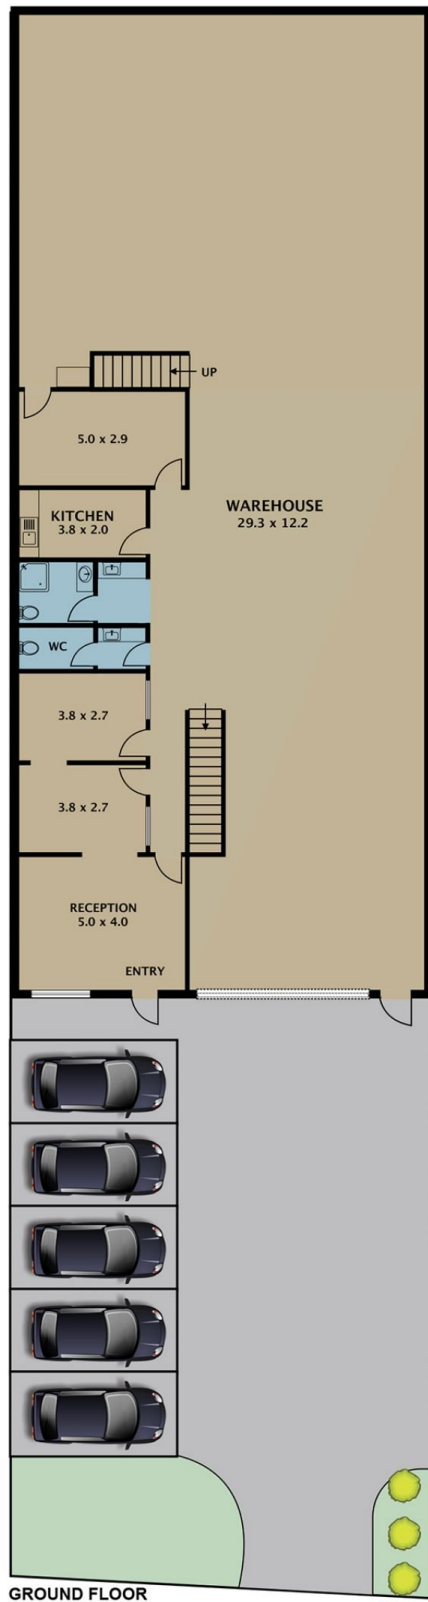 UP
5.0 x 2.9
KITCHEN
3.8 x 2.0
WAREHOUSE
29.3 x 12.2
WC
3.8 x 2.7
3.8 x 2.7
RECEPTION
5.0 x 4.0
ENTRY
GROUND FLOOR